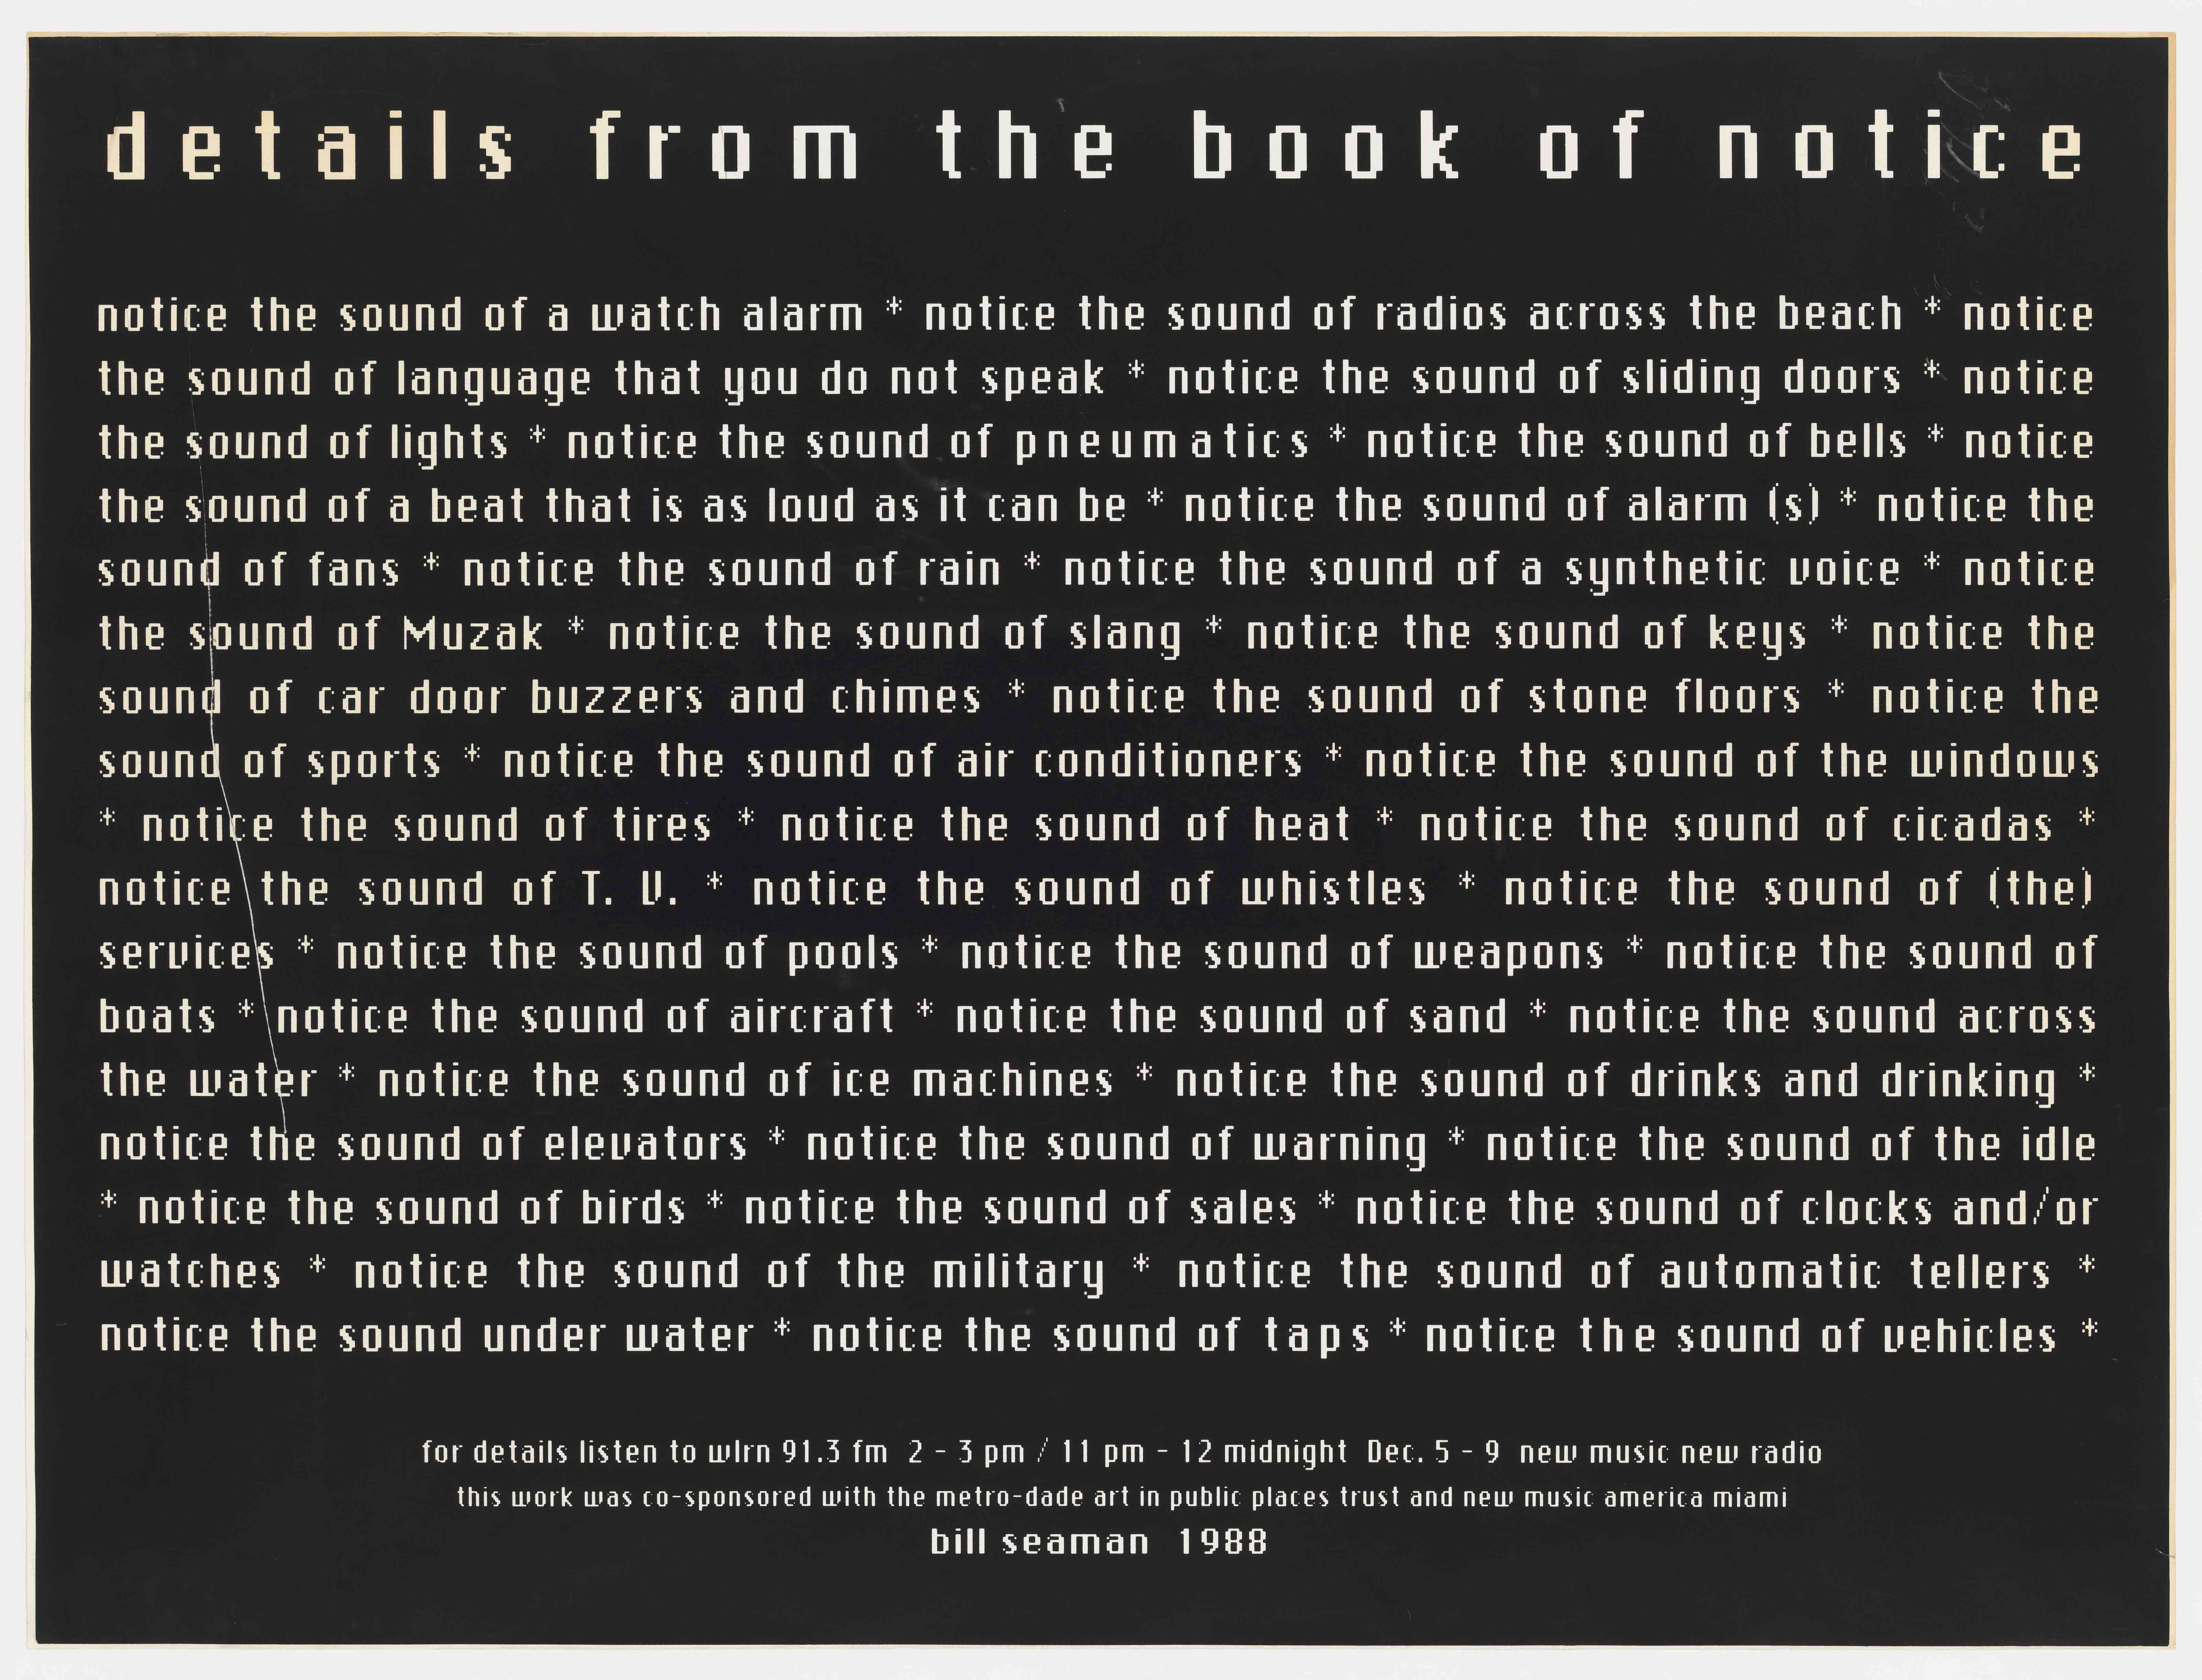 details from the book of notice
notice the sound of a watch alarm * notice the sound of radios across the beach * notice
the sound of language that you do not speak * notice the sound of sliding doors * notice
the sound of lights * notice the sound of pneumatics * notice the sound of bells * notice
the sound of a beat that is as loud as it can be * notice the sound of alarm (s) * notice the
sound of fans * notice the sound of rain * notice the sound of a synthetic voice * notice
the sound of Muzak * notice the sound of slang * notice the sound of keys * notice the
sound of car door buzzers and chimes * notice the sound of stone floors * notice the
sound of sports * notice the sound of air conditioners * notice the sound of the windows
* notice the sound of tires * notice the sound of heat * notice the sound of cicadas *
notice the sound of T. V. * notice the sound of whistles * notice the sound of (the)
services * notice the sound of pools * notice the sound of weapons * notice the sound of
boats * notice the sound of aircraft * notice the sound of sand * notice the sound across
the water * notice the sound of ice machines * notice the sound of drinks and drinking *
notice the sound of elevators * notice the sound of warning * notice the sound of the idle
* notice the sound of birds * notice the sound of sales * notice the sound of clocks and/or
watches * notice the sound of the military * notice the sound of automatic tellers *
notice the sound under water * notice the sound of taps * notice the sound of vehicles *
for details listen to wlrn 91.3 fm 2 - 3 pm / 11 pm - 12 midnight Dec. 5 - 9 new music new radio
this work was co-sponsored with the metro-dade art in public places trust and new music america miami
bill seaman 1988